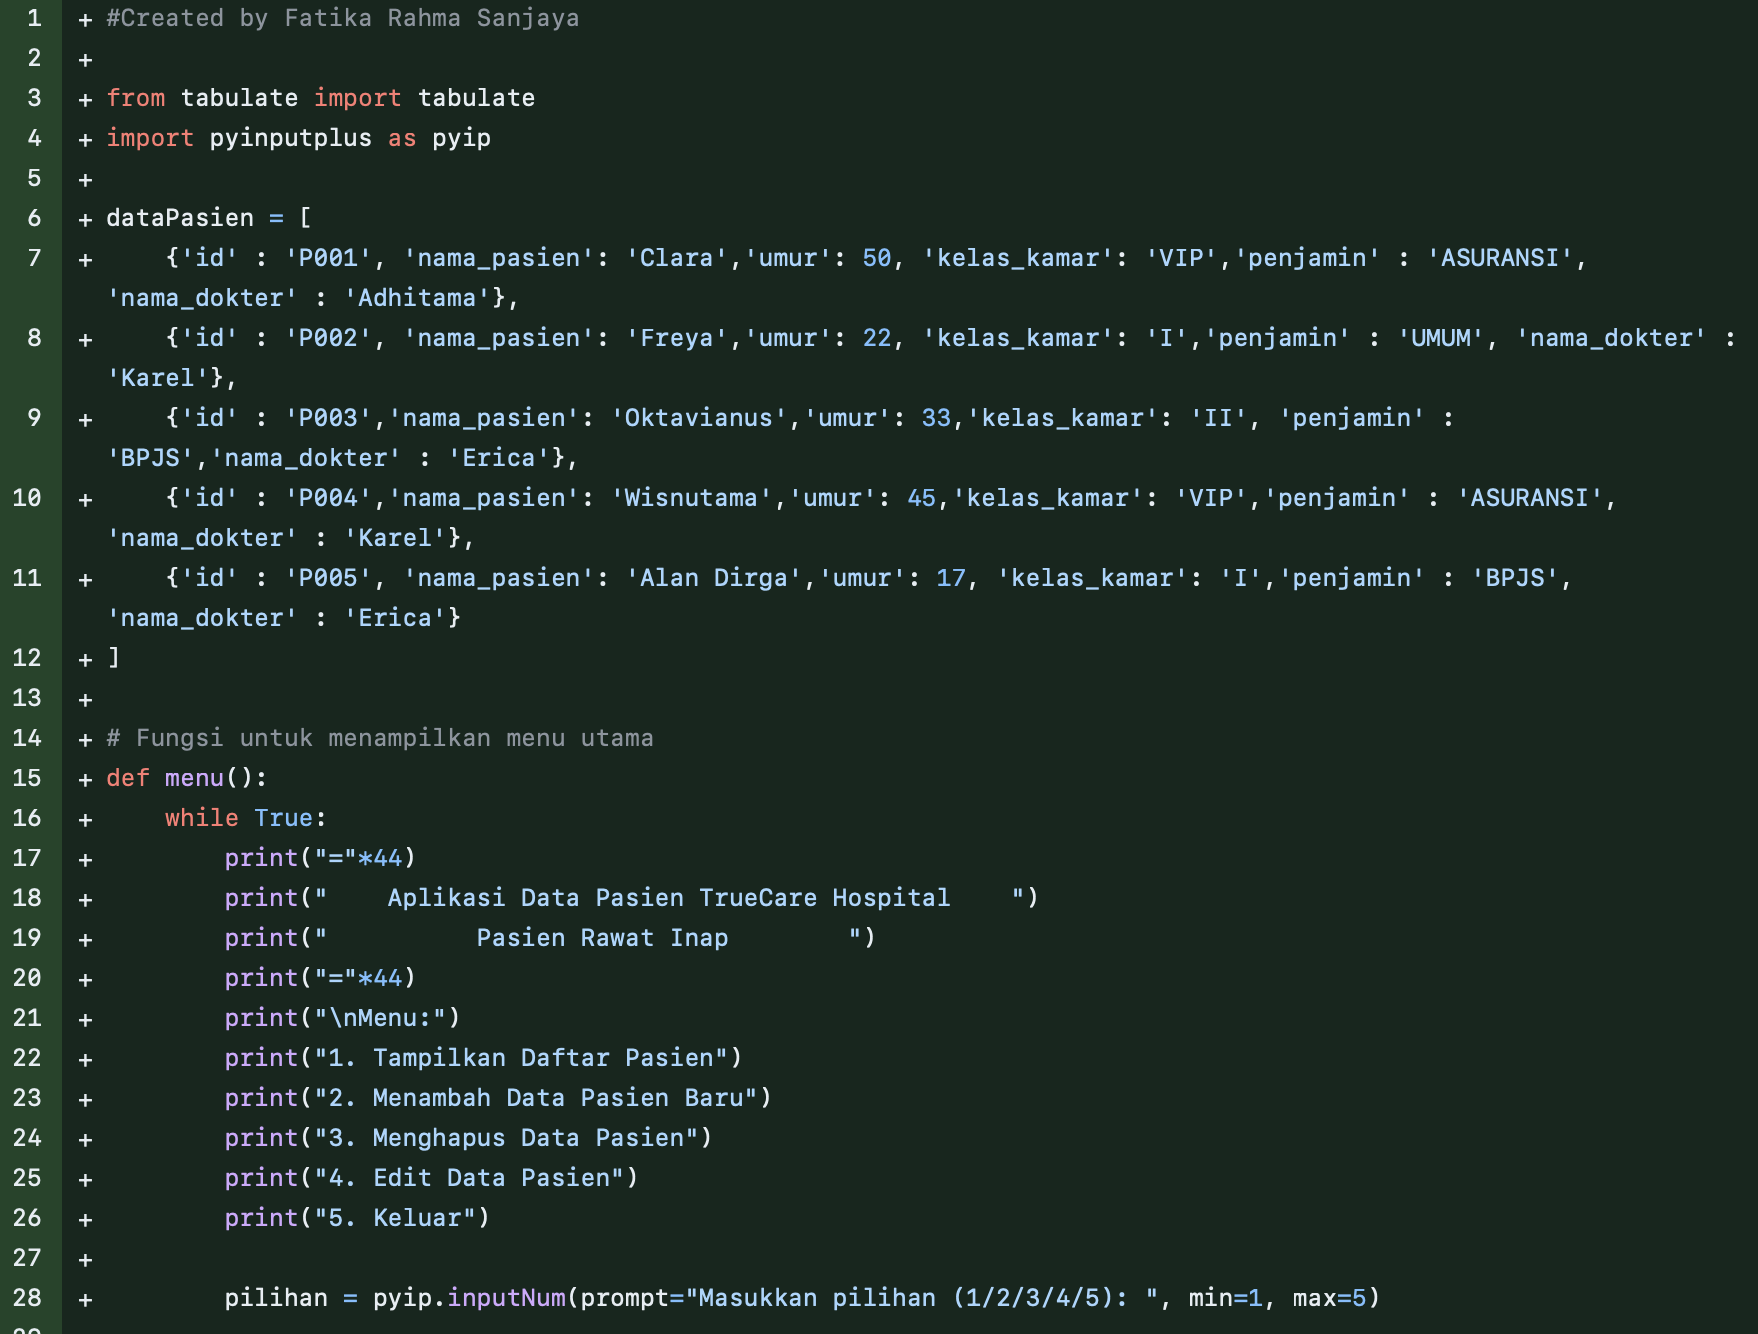 1 + #Created by Fatika Rahma Sanjaya
2 +
3 + from tabulate import tabulate
4 + import pyinputplus as pyip
5 +
6 + dataPasien = [
7 +     {'id' : 'P001', 'nama_pasien': 'Clara','umur': 50, 'kelas_kamar': 'VIP','penjamin' : 'ASURANSI',
'nama_dokter' : 'Adhitama'},
8 +     {'id' : 'P002', 'nama_pasien': 'Freya','umur': 22, 'kelas_kamar': 'I','penjamin' : 'UMUM', 'nama_dokter' :
'Karel'},
9 +     {'id' : 'P003','nama_pasien': 'Oktavianus','umur': 33,'kelas_kamar': 'II', 'penjamin' :
'BPJS','nama_dokter' : 'Erica'},
10 +     {'id' : 'P004','nama_pasien': 'Wisnutama','umur': 45,'kelas_kamar': 'VIP','penjamin' : 'ASURANSI',
'nama_dokter' : 'Karel'},
11 +     {'id' : 'P005', 'nama_pasien': 'Alan Dirga','umur': 17, 'kelas_kamar': 'I','penjamin' : 'BPJS',
'nama_dokter' : 'Erica'}
12 + ]
13 +
14 + # Fungsi untuk menampilkan menu utama
15 + def menu():
16 +     while True:
17 +         print("="*44)
18 +         print("    Aplikasi Data Pasien TrueCare Hospital    ")
19 +         print("          Pasien Rawat Inap        ")
20 +         print("="*44)
21 +         print("\nMenu:")
22 +         print("1. Tampilkan Daftar Pasien")
23 +         print("2. Menambah Data Pasien Baru")
24 +         print("3. Menghapus Data Pasien")
25 +         print("4. Edit Data Pasien")
26 +         print("5. Keluar")
27 +
28 +         pilihan = pyip.inputNum(prompt="Masukkan pilihan (1/2/3/4/5): ", min=1, max=5)